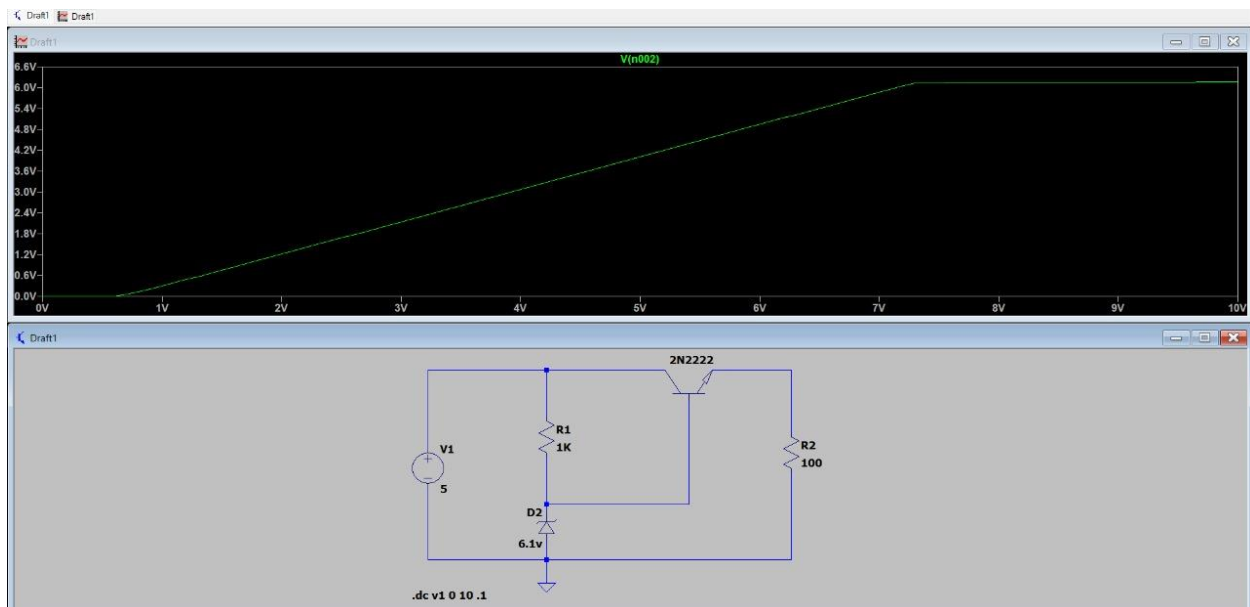 Draft1 Draft1
Draft1
V(n002)
6.6V
6.0V
5.4V
4.8V
4.2V
3.6V
3.0V
2.4V
1.8V
1.2V
0.6V
0.0V
0V 1V 2V 3V 4V 5V 6V 7V 8V 9V 10V
Draft1
2N2222
R1
1K
V1
5
R2
100
D2
6.1v
.dc v1 0 10 .1